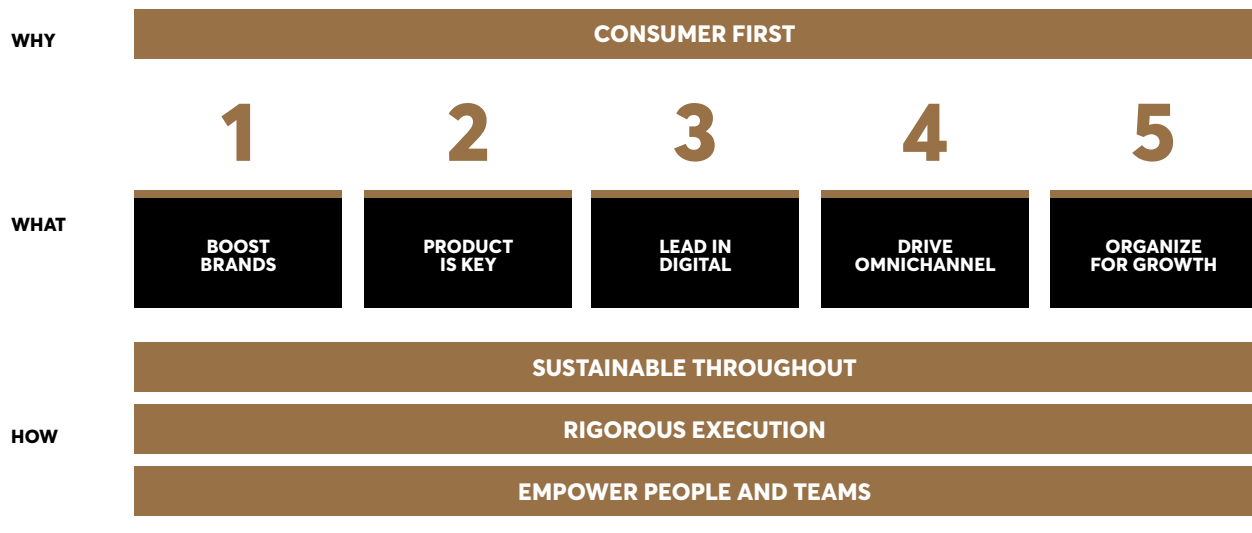 WHY
CONSUMER FIRST
1
2
3
4
5
WHAT
BOOST
BRANDS
PRODUCT
IS KEY
LEAD IN
DIGITAL
DRIVE
OMNICHANNEL
ORGANIZE
FOR GROWTH
HOW
SUSTAINABLE THROUGHOUT
RIGOROUS EXECUTION
EMPOWER PEOPLE AND TEAMS